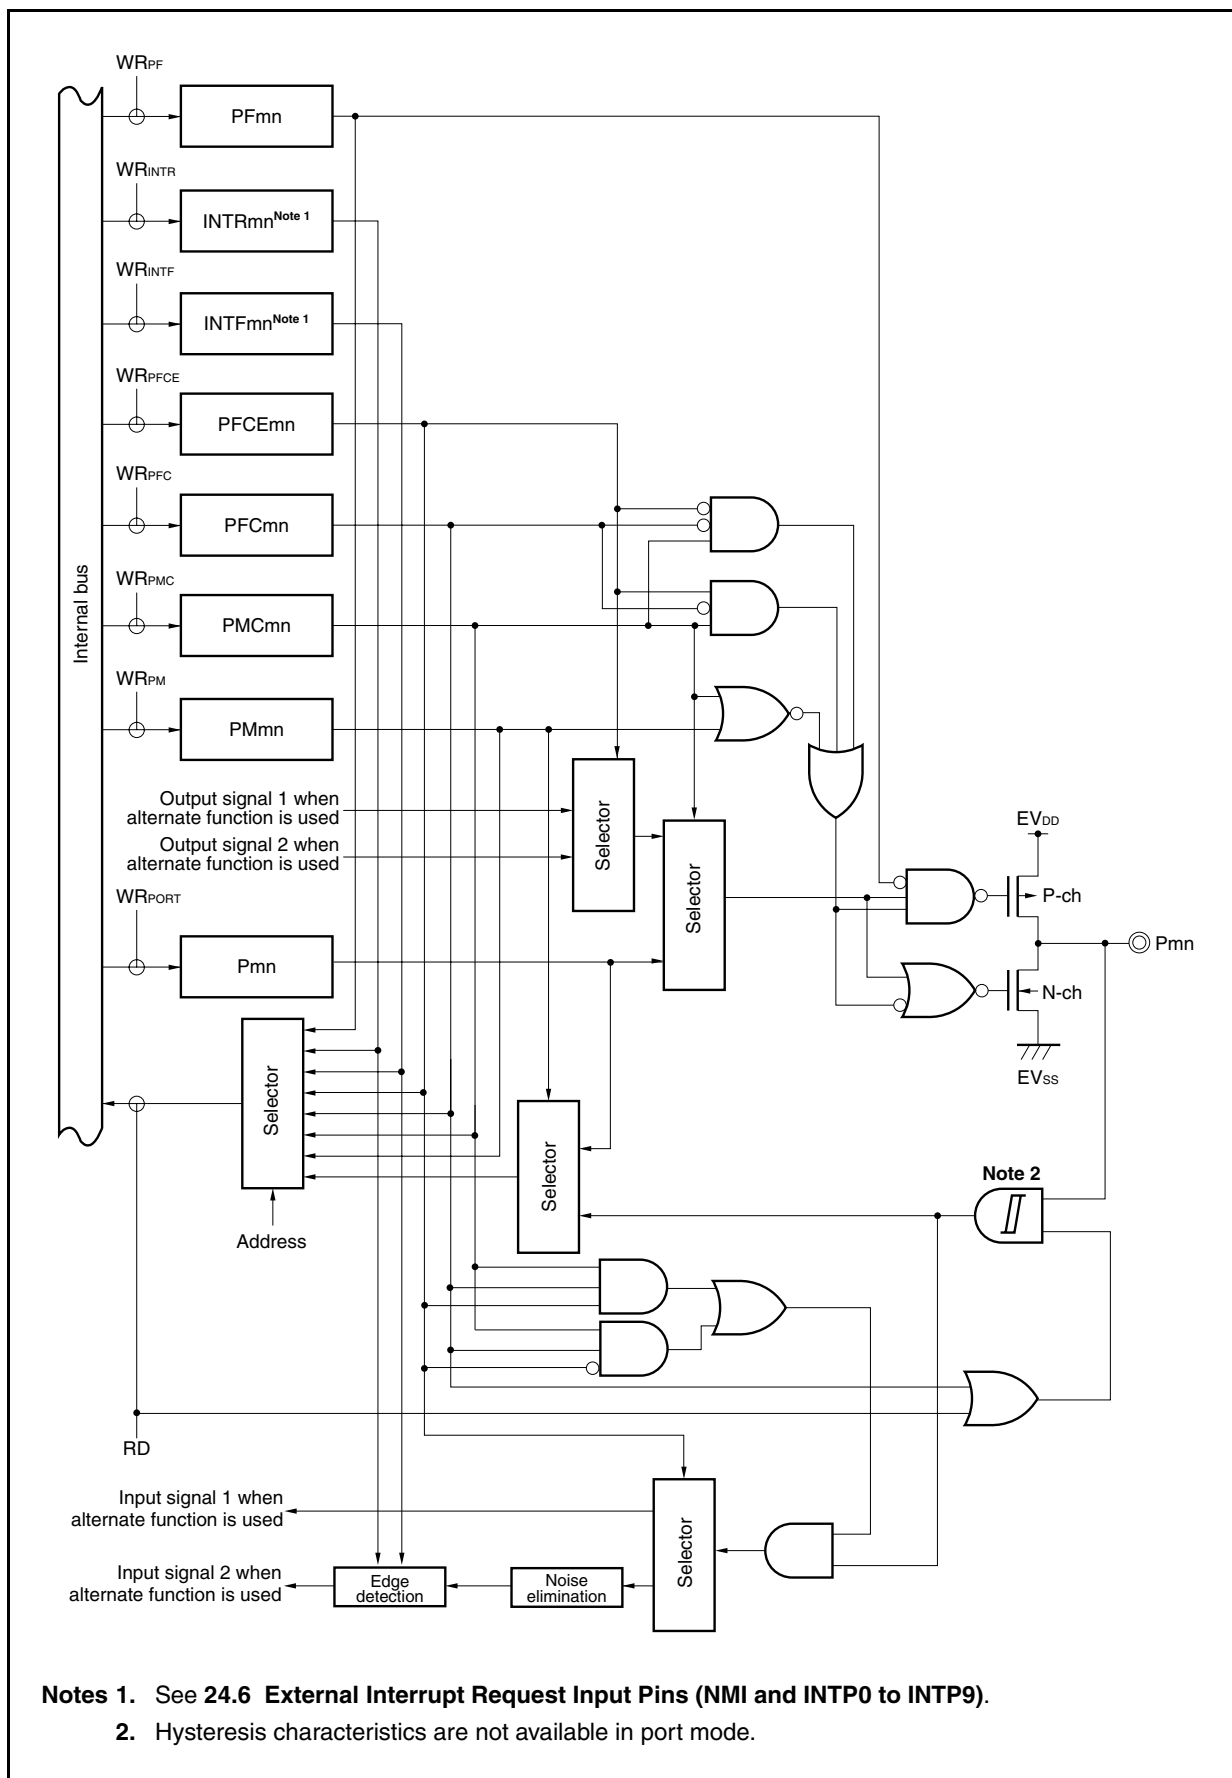 WRPF
PFmn
WRINTR
INTRmnNote 1
WRINTF
INTFmnNote 1
WRPFCE
PFCEmn
WRPFC
PFCmn
WRPMC
PMCmn
WRPM
PMmn
Internal bus
Output signal 1 when
alternate function is used
Output signal 2 when
alternate function is used
Selector
Selector
WRPORT
Pmn
EVDD
P-ch
Pmn
N-ch
EVSS
Selector
Address
Selector
Note 2
RD
Input signal 1 when
alternate function is used
Input signal 2 when
alternate function is used
Edge
detection
Noise
elimination
Selector
Notes 1. See 24.6 External Interrupt Request Input Pins (NMI and INTP0 to INTP9).
2. Hysteresis characteristics are not available in port mode.